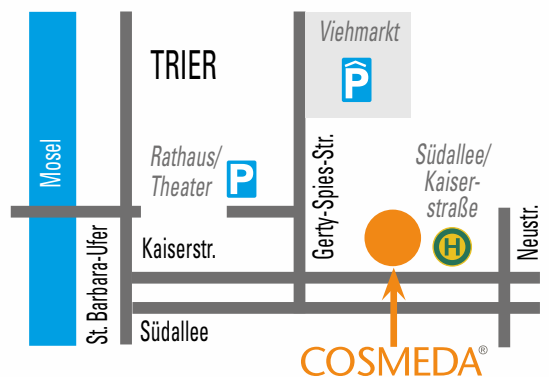 Viehmarkt
P
TRIER
Mosel
Rathaus/
Theater
P
Gerty-Spies-Str.
Südallee/
Kaiser-
straße
H
Neustr.
St. Barbara-Ufer
Kaiserstr.
Südallee
COSMEDA®